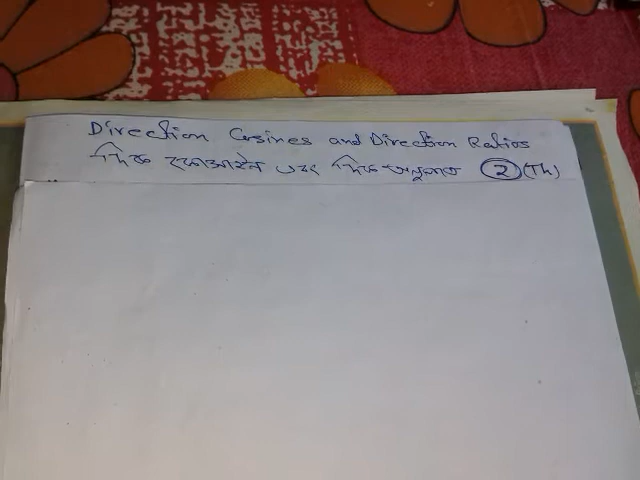 Direction Cosines and Direction Ratios
দিক কোসাইন এবং দিক অনুপাত 2 (Th)